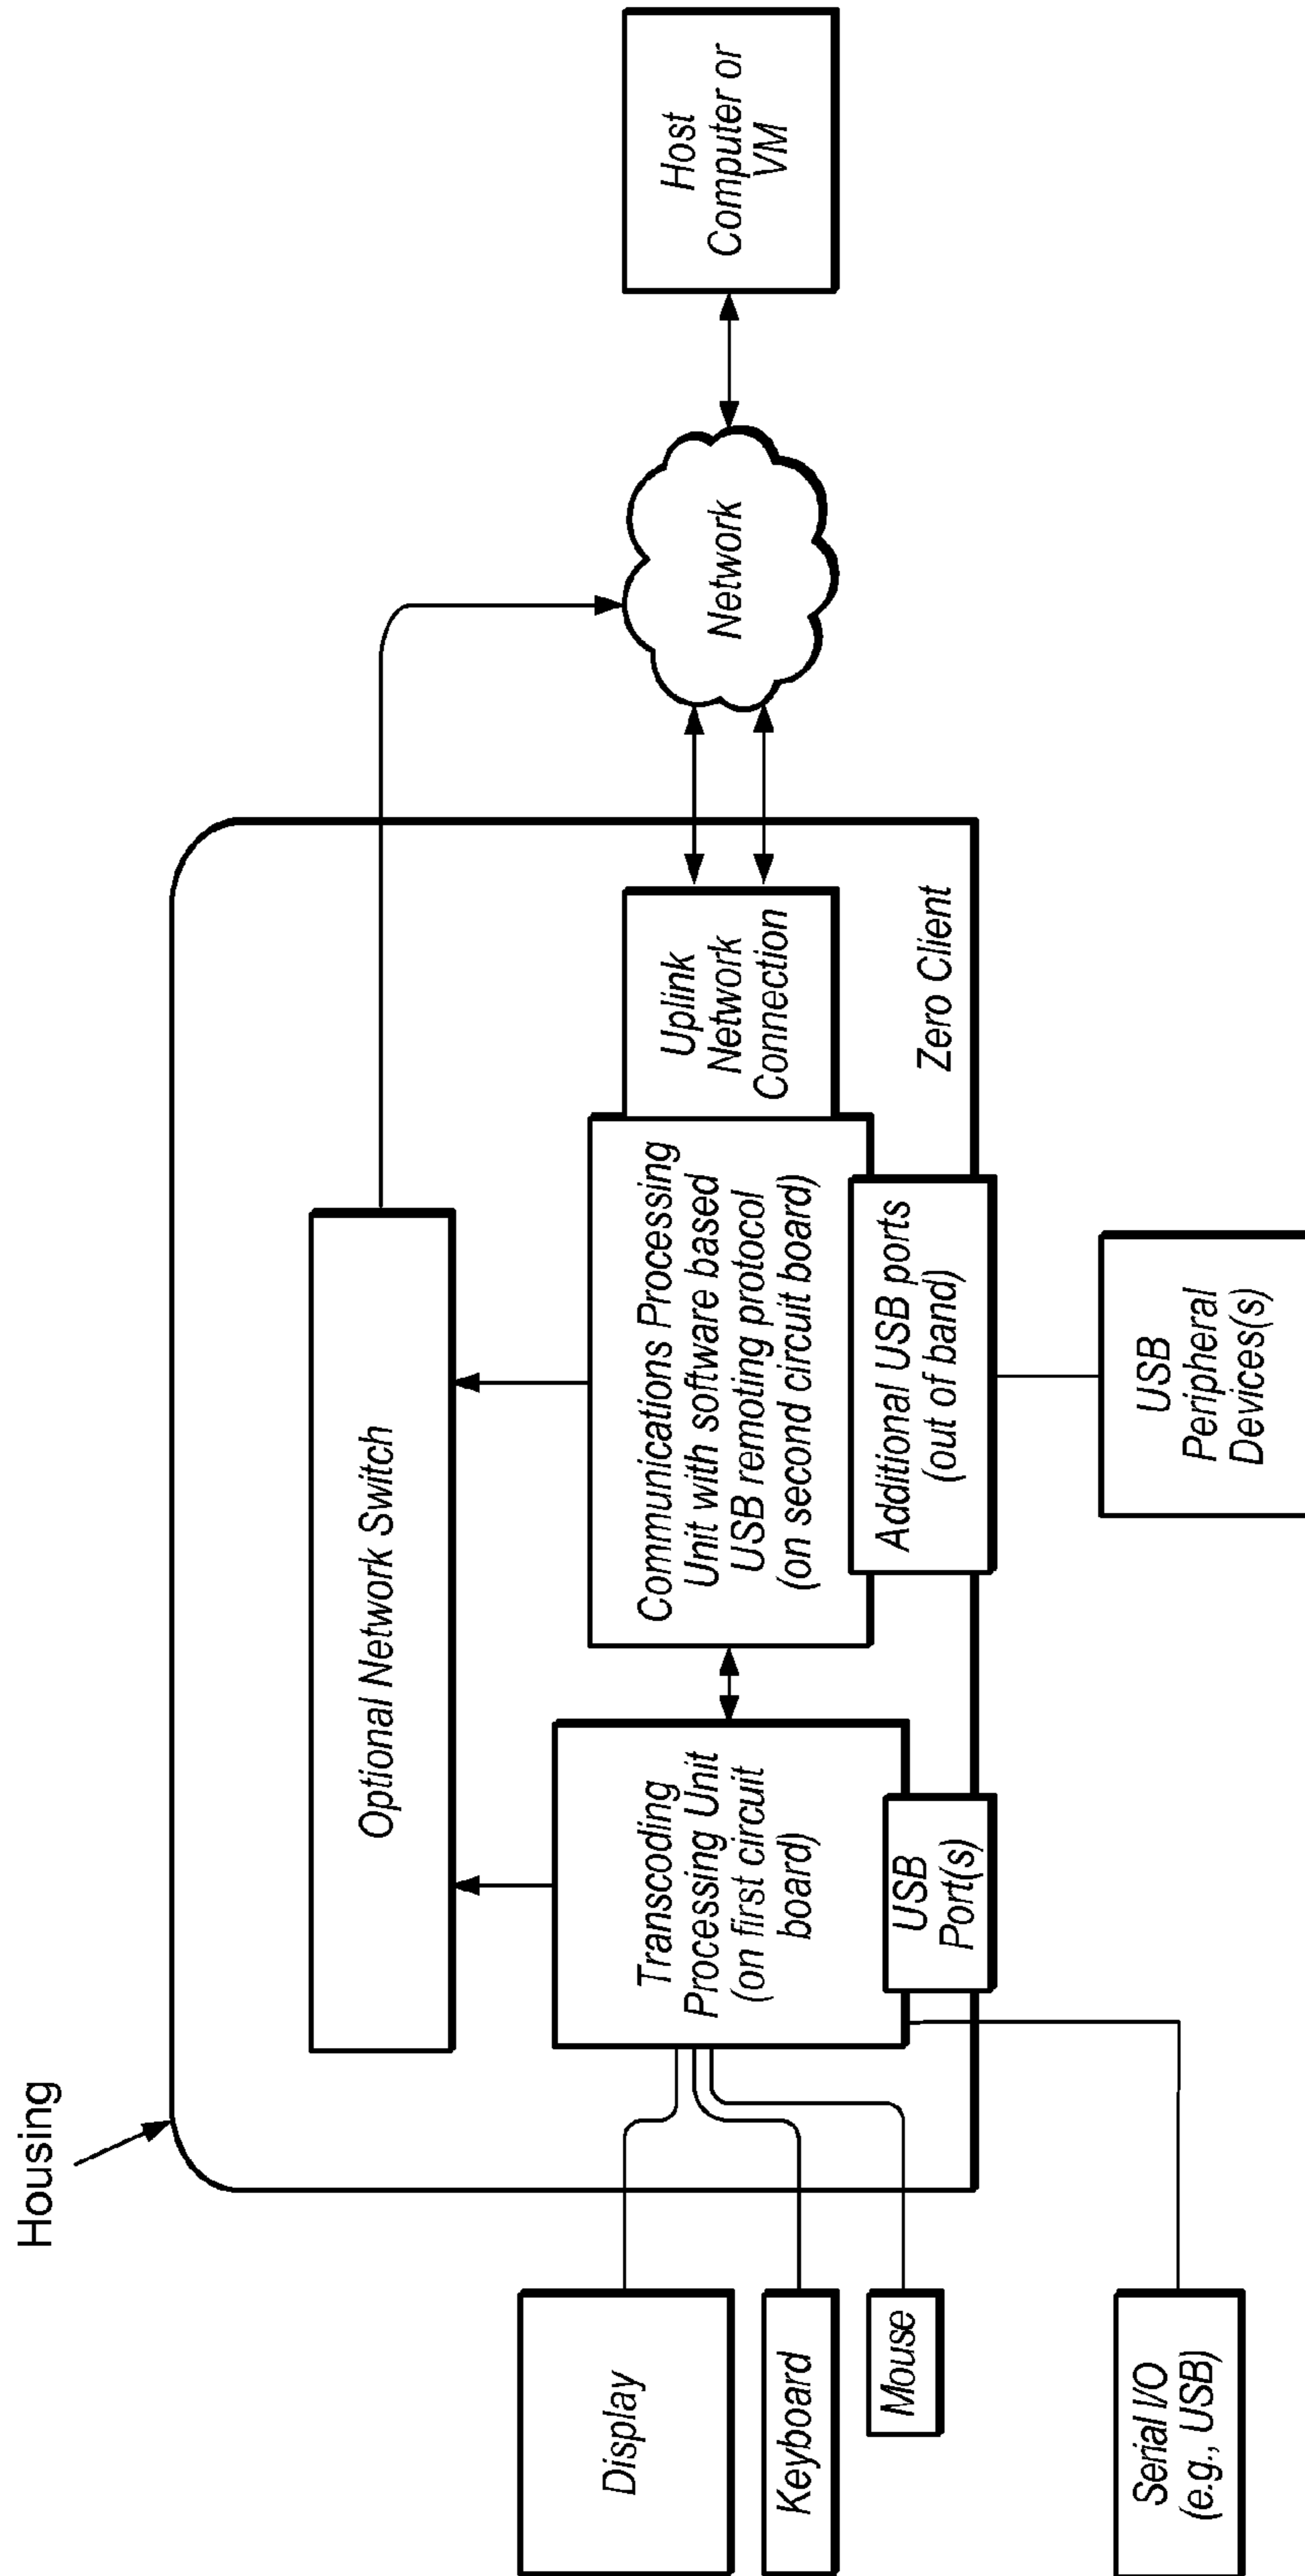 Housing
Optional Network Switch
Display
Keyboard
Mouse
Serial I/O
(e.g., USB)
Transcoding
Processing Unit
(on first circuit
board)
USB
Port(s)
Communications Processing
Unit with software based
USB remoting protocol
(on second circuit board)
Additional USB ports
(out of band)
USB
Peripheral
Devices(s)
Uplink
Network
Connection
Zero Client
Network
Host
Computer or
VM